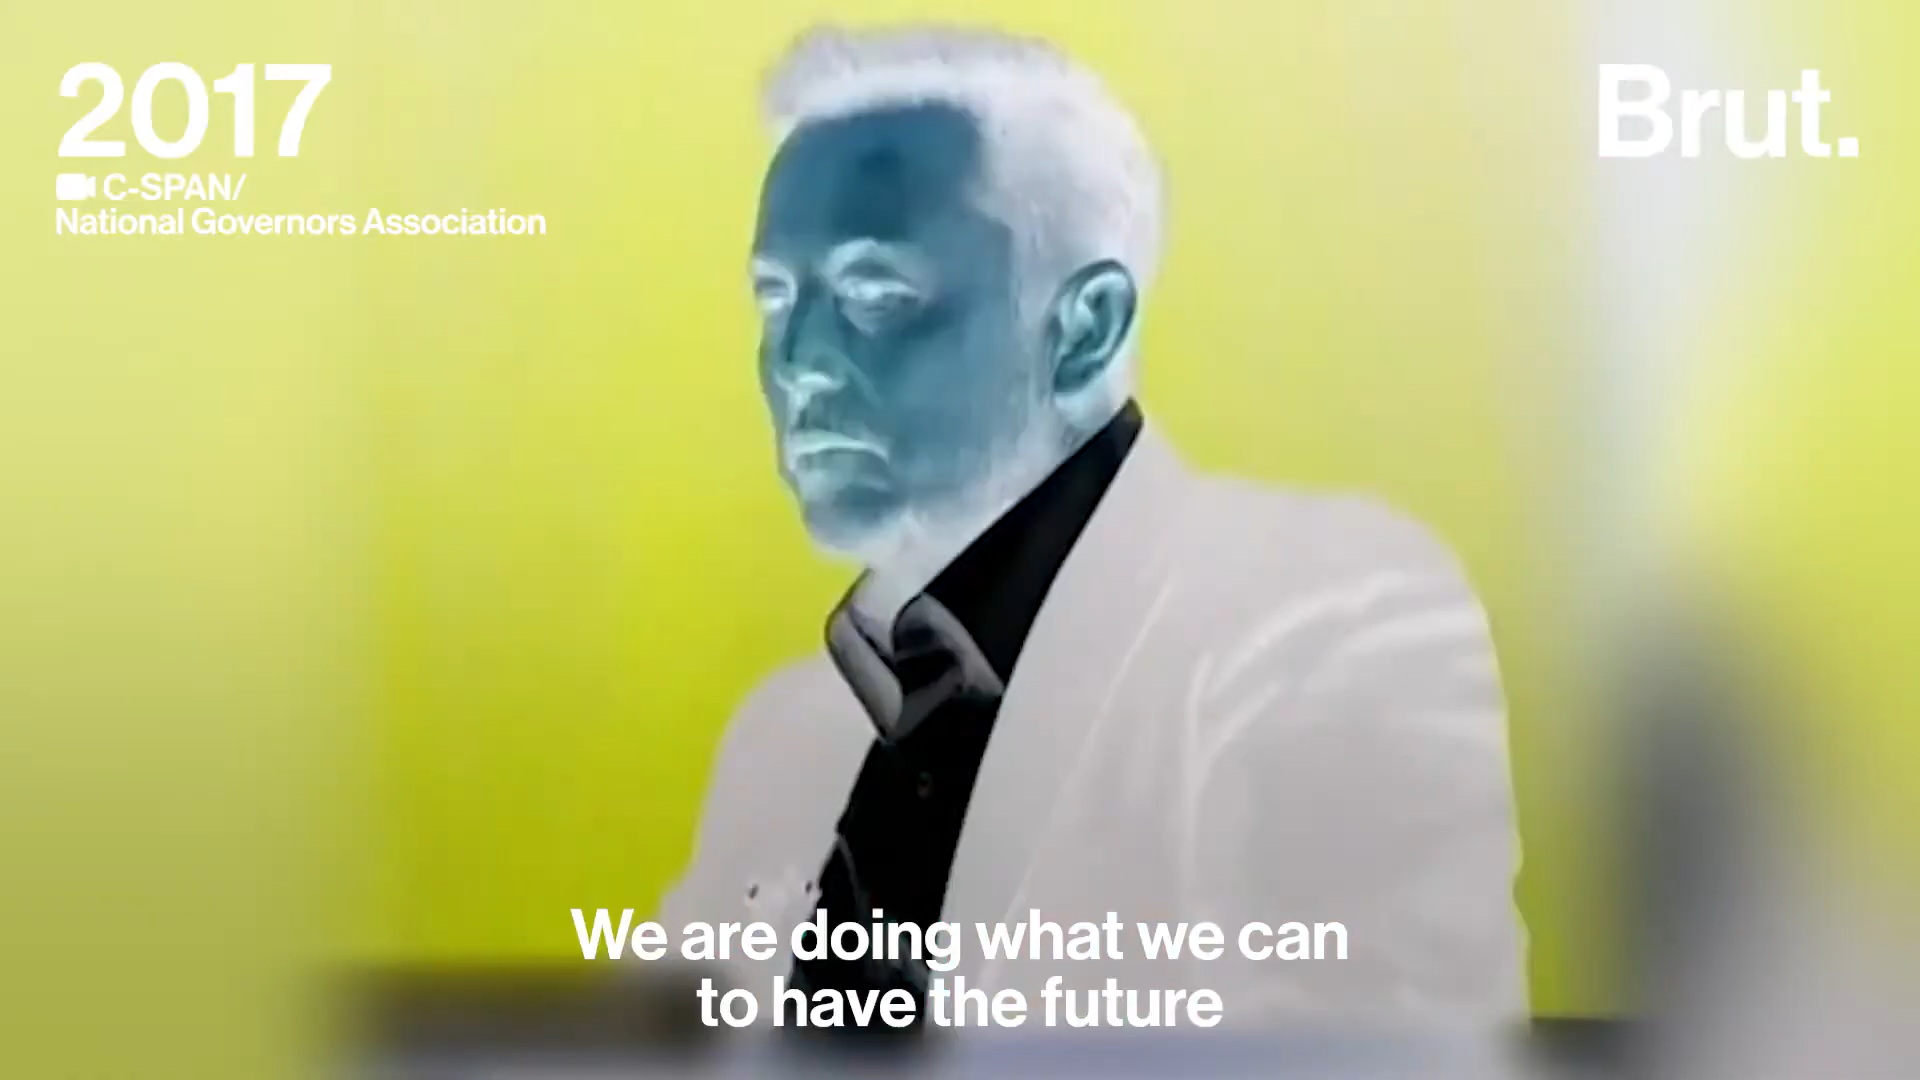 2017
C-SPAN/
National Governors Association
Brut.
We are doing what we can
to have the future